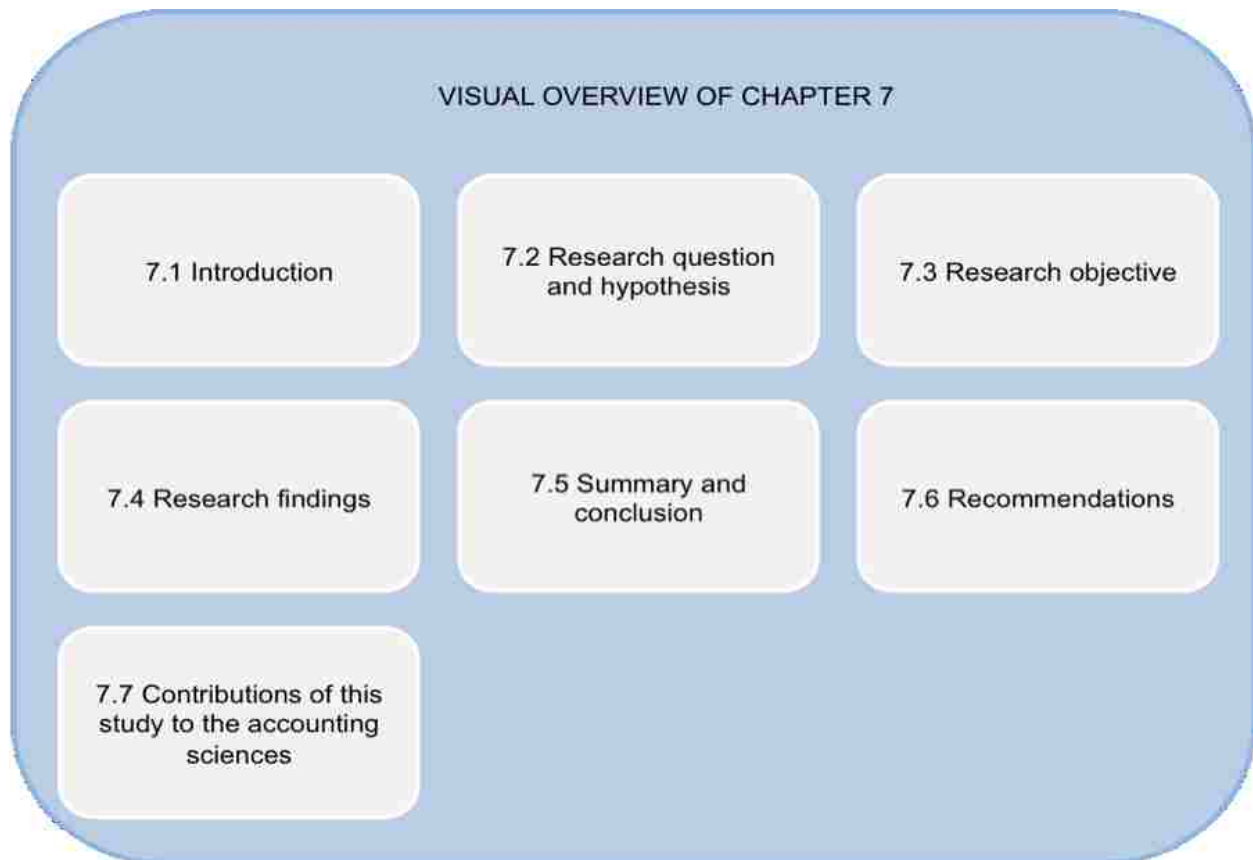 VISUAL OVERVIEW OF CHAPTER 7
7.1 Introduction
7.2 Research question
and hypothesis
7.3 Research objective
7.4 Research findings
7.5 Summary and
conclusion
7.6 Recommendations
7.7 Contributions of this
study to the accounting
sciences